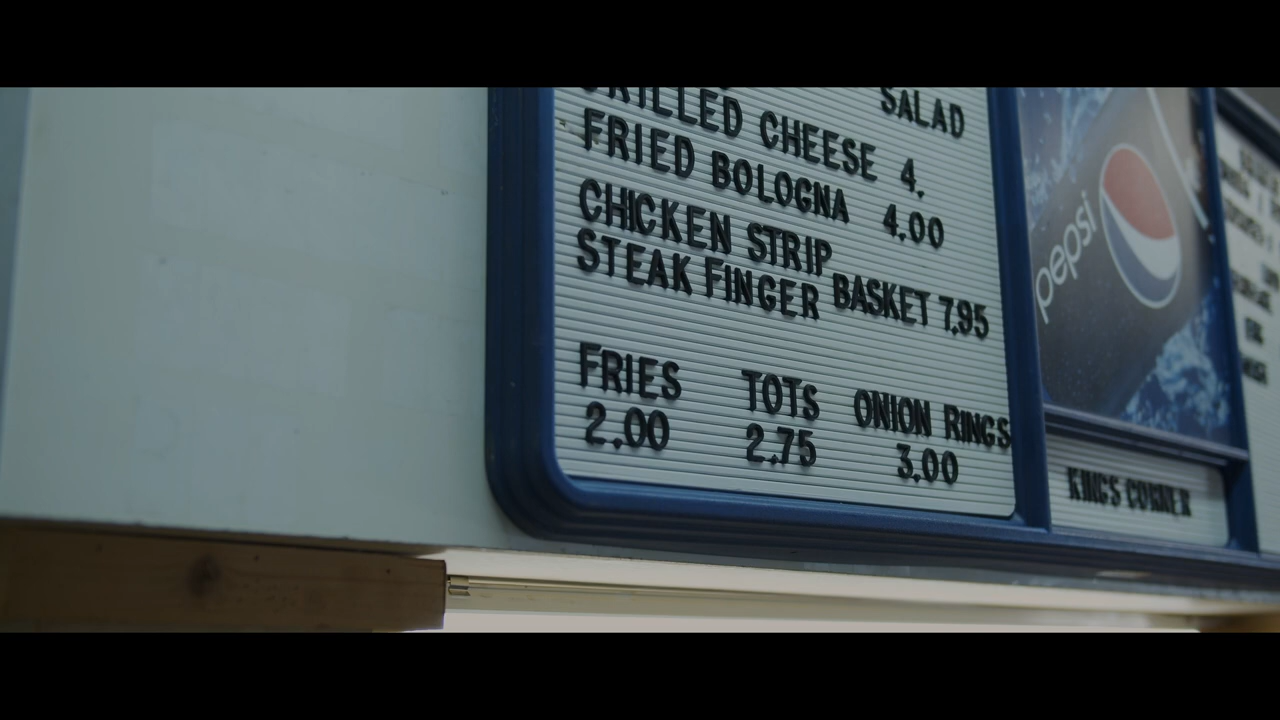 SALAD
GRILLED CHEESE 4.
FRIED BOLOGNA 4.00
CHICKEN STRIP
STEAK FINGER BASKET 7.95
FRIES TOTS ONION RINGS
2.00 2.75 3.00
pepsi
KING'S CORNER